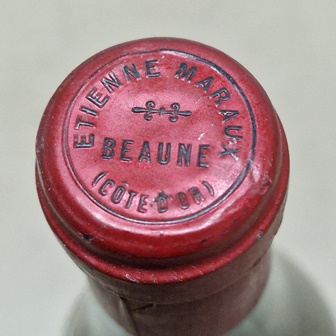 ETIENNE MARAUX
BEAUNE
(CÔTE-D'OR)